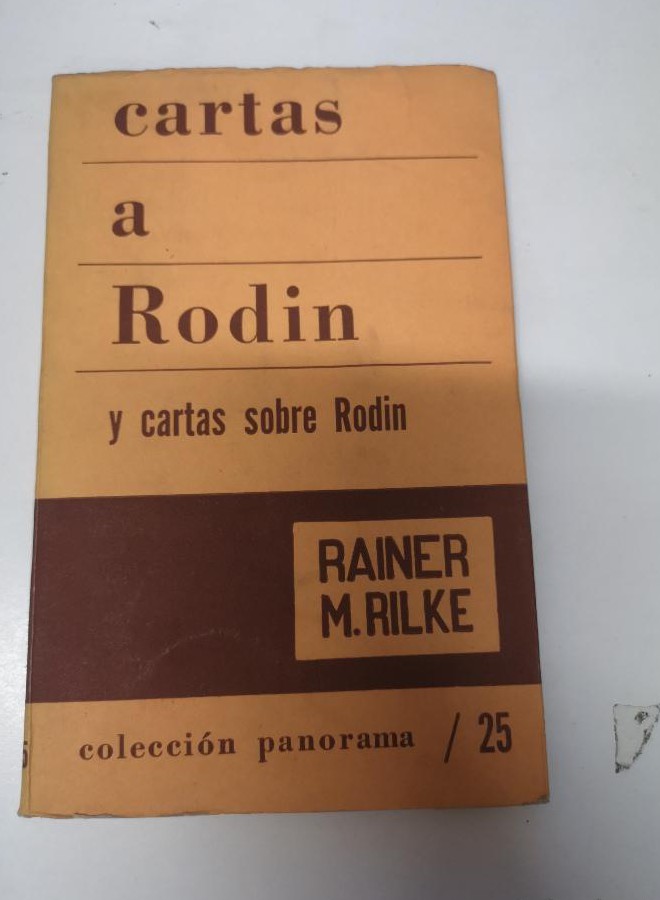 cartas
a
Rodin
y cartas sobre Rodin
RAINER
M.RILKE
colección panorama / 25